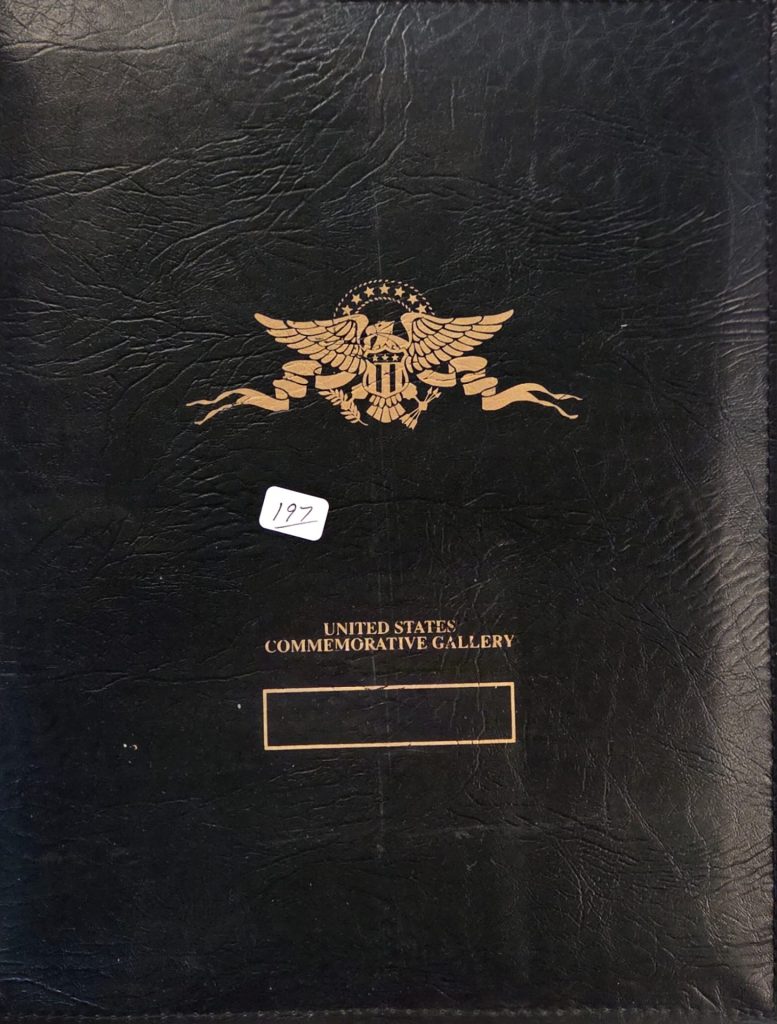 197
UNITED STATES
COMMEMORATIVE GALLERY